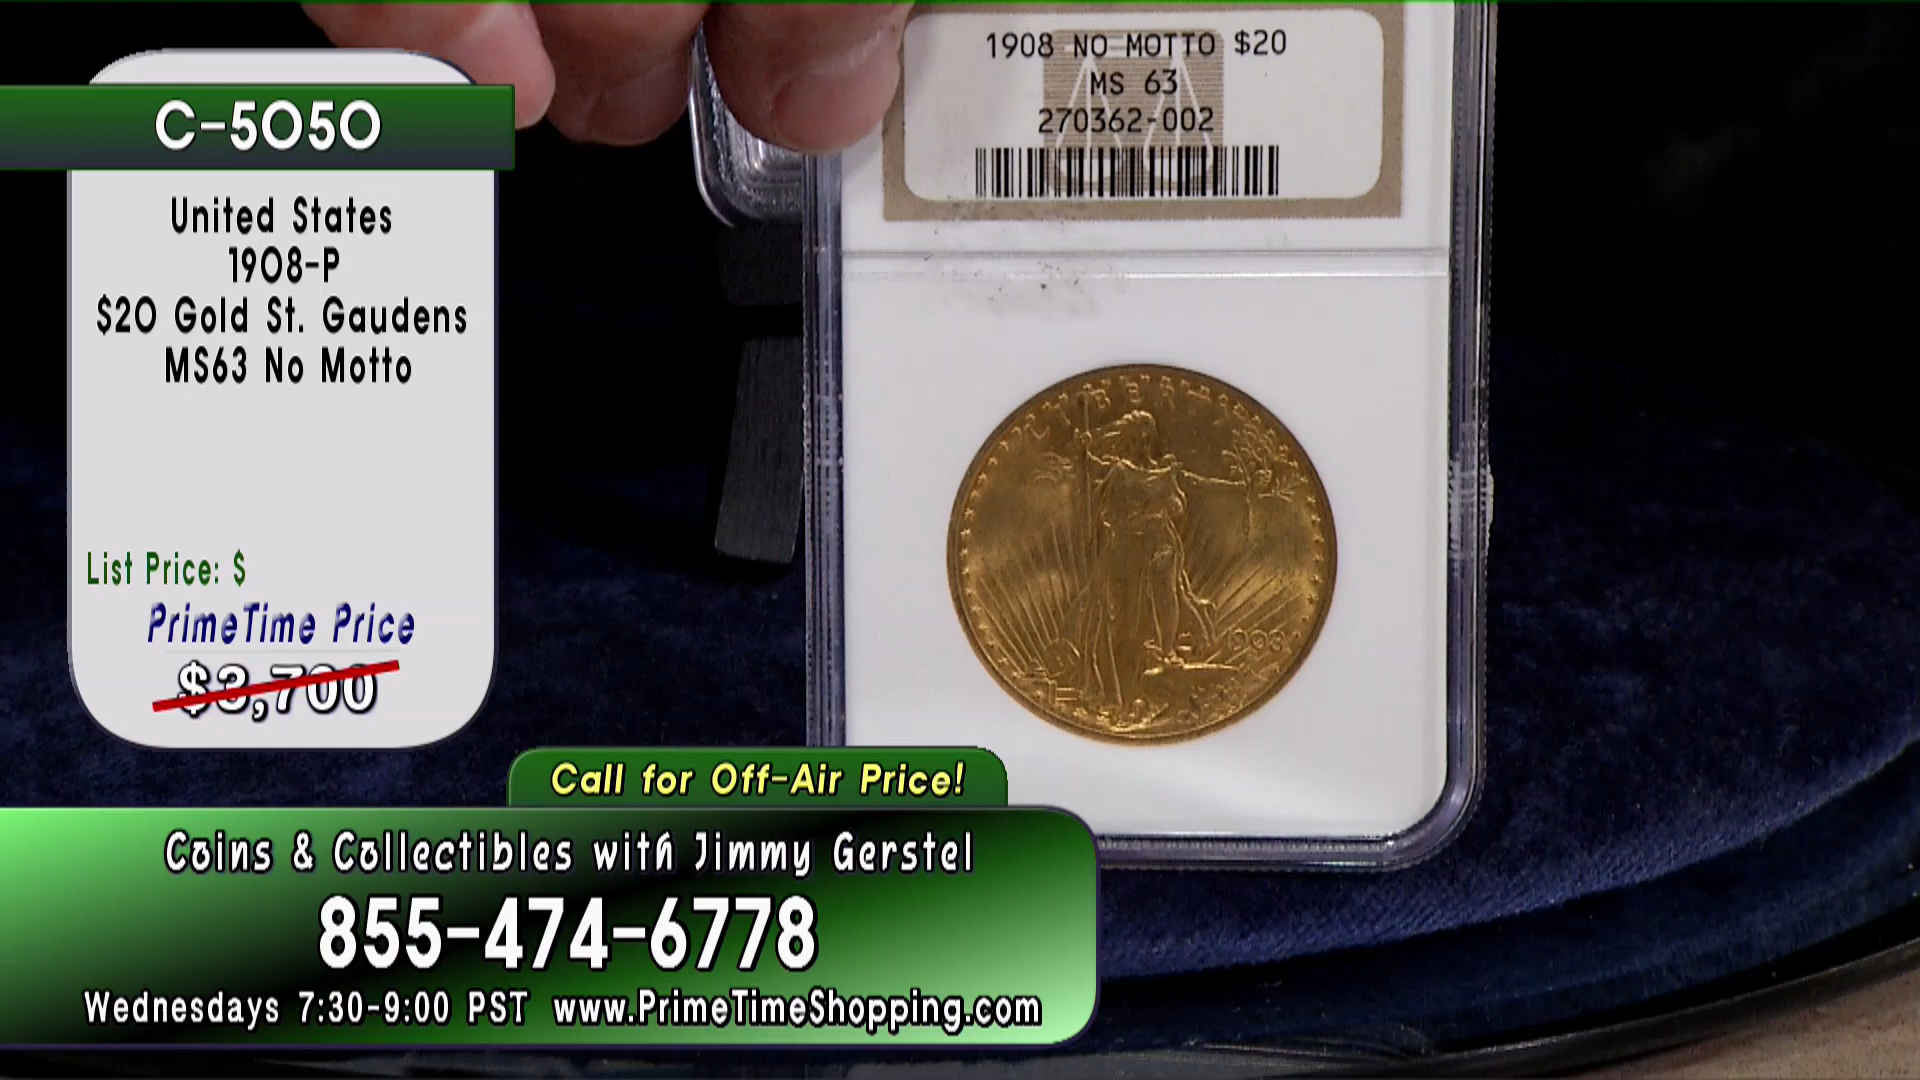 C-5050
United States
1908-P
$20 Gold St. Gaudens
MS63 No Motto
List Price: $
PrimeTime Price
$3,700
1908 NO MOTTO $20
MS 63
270362-002
LIBERTY
1908
Call for Off-Air Price!
Coins & Collectibles with Jimmy Gerstel
855-474-6778
Wednesdays 7:30-9:00 PST www.PrimeTimeShopping.com